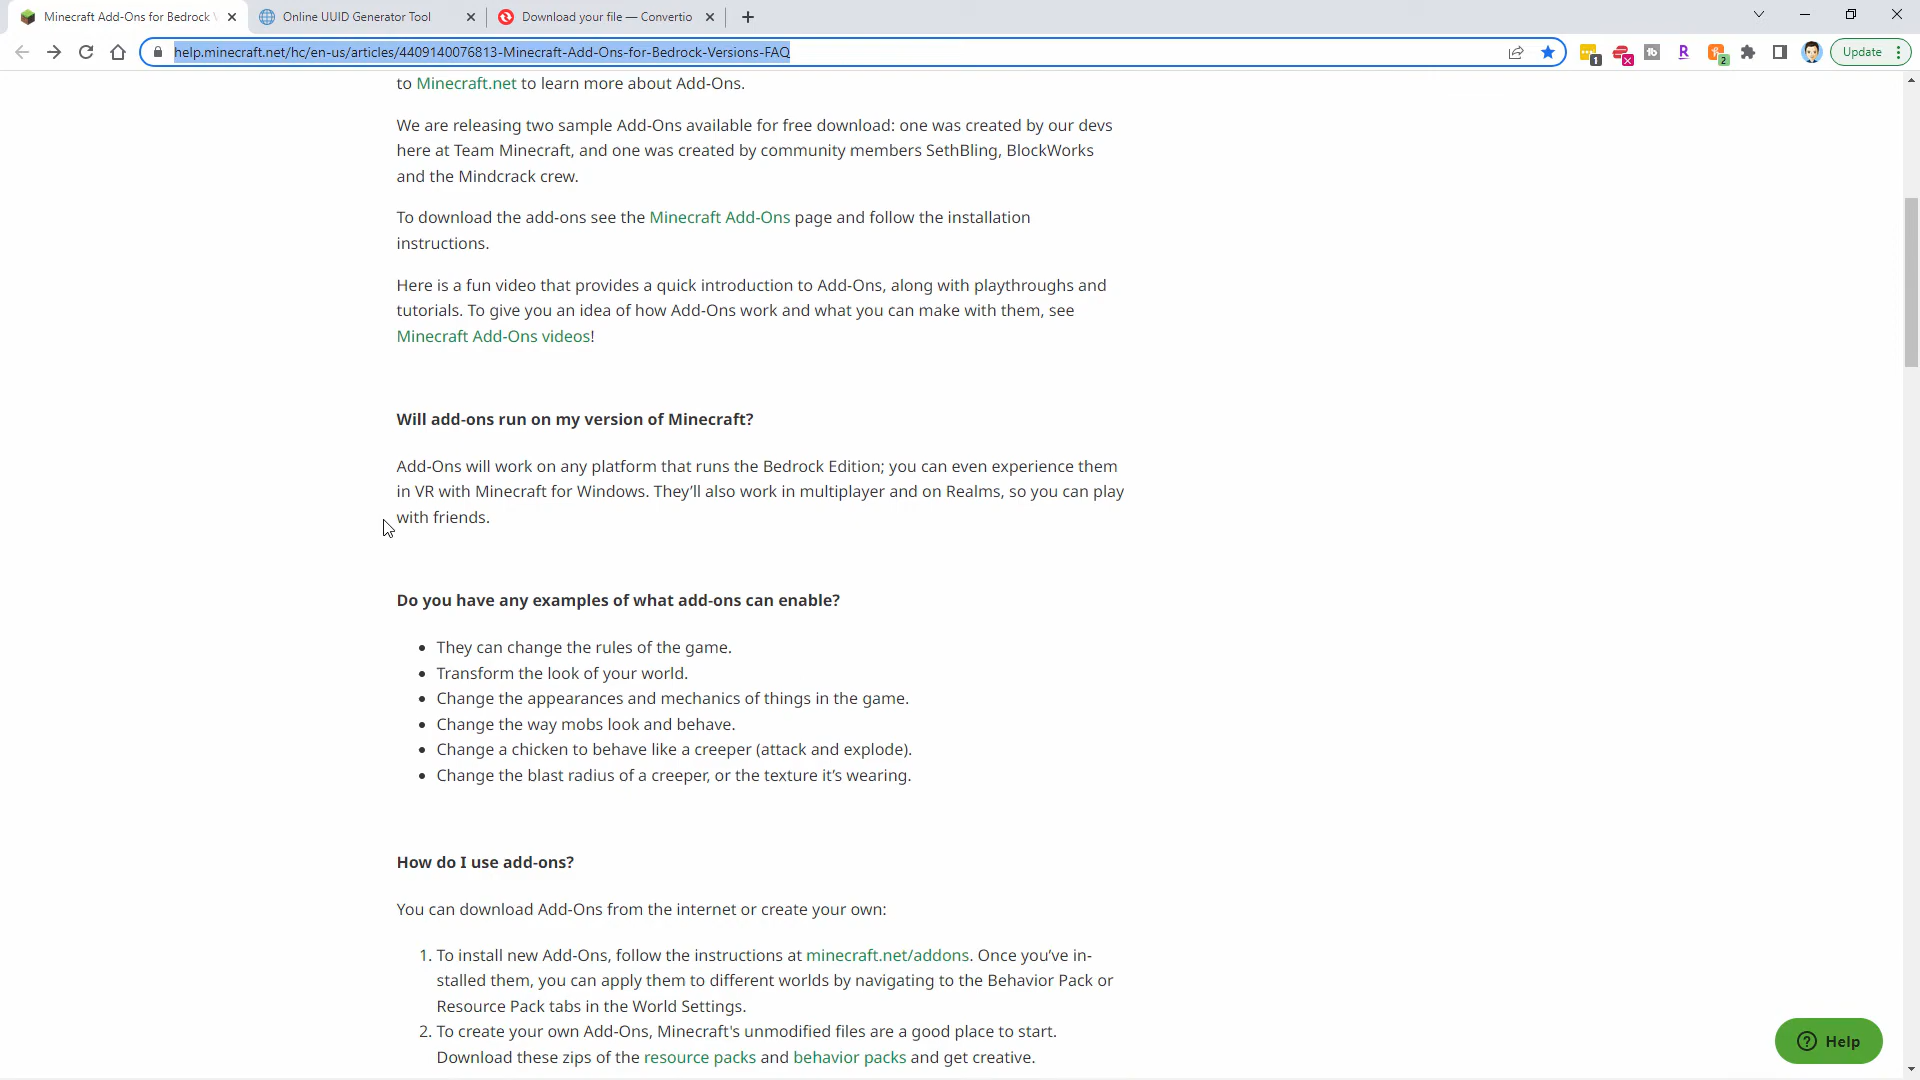 Minecraft Add-Ons for Bedrock V
Online UUID Generator Tool
Download your file — Convertio
help.minecraft.net/hc/en-us/articles/4409140076813-Minecraft-Add-Ons-for-Bedrock-Versions-FAQ
1
tb
R
2
Update
to Minecraft.net to learn more about Add-Ons.
We are releasing two sample Add-Ons available for free download: one was created by our devs
here at Team Minecraft, and one was created by community members SethBling, BlockWorks
and the Mindcrack crew.
To download the add-ons see the Minecraft Add-Ons page and follow the installation
instructions.
Here is a fun video that provides a quick introduction to Add-Ons, along with playthroughs and
tutorials. To give you an idea of how Add-Ons work and what you can make with them, see
Minecraft Add-Ons videos!
Will add-ons run on my version of Minecraft?
Add-Ons will work on any platform that runs the Bedrock Edition; you can even experience them
in VR with Minecraft for Windows. They’ll also work in multiplayer and on Realms, so you can play
with friends.
Do you have any examples of what add-ons can enable?
• They can change the rules of the game.
• Transform the look of your world.
• Change the appearances and mechanics of things in the game.
• Change the way mobs look and behave.
• Change a chicken to behave like a creeper (attack and explode).
• Change the blast radius of a creeper, or the texture it’s wearing.
How do I use add-ons?
You can download Add-Ons from the internet or create your own:
1. To install new Add-Ons, follow the instructions at minecraft.net/addons. Once you’ve in-
stalled them, you can apply them to different worlds by navigating to the Behavior Pack or
Resource Pack tabs in the World Settings.
2. To create your own Add-Ons, Minecraft's unmodified files are a good place to start.
Download these zips of the resource packs and behavior packs and get creative.
Help